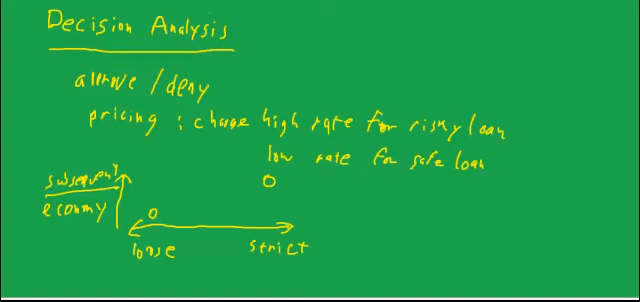 Decision Analysis
approve / deny
pricing : charge high rate for risky loan
low rate for safe loan
0
subsequent
economy
0
loose
strict